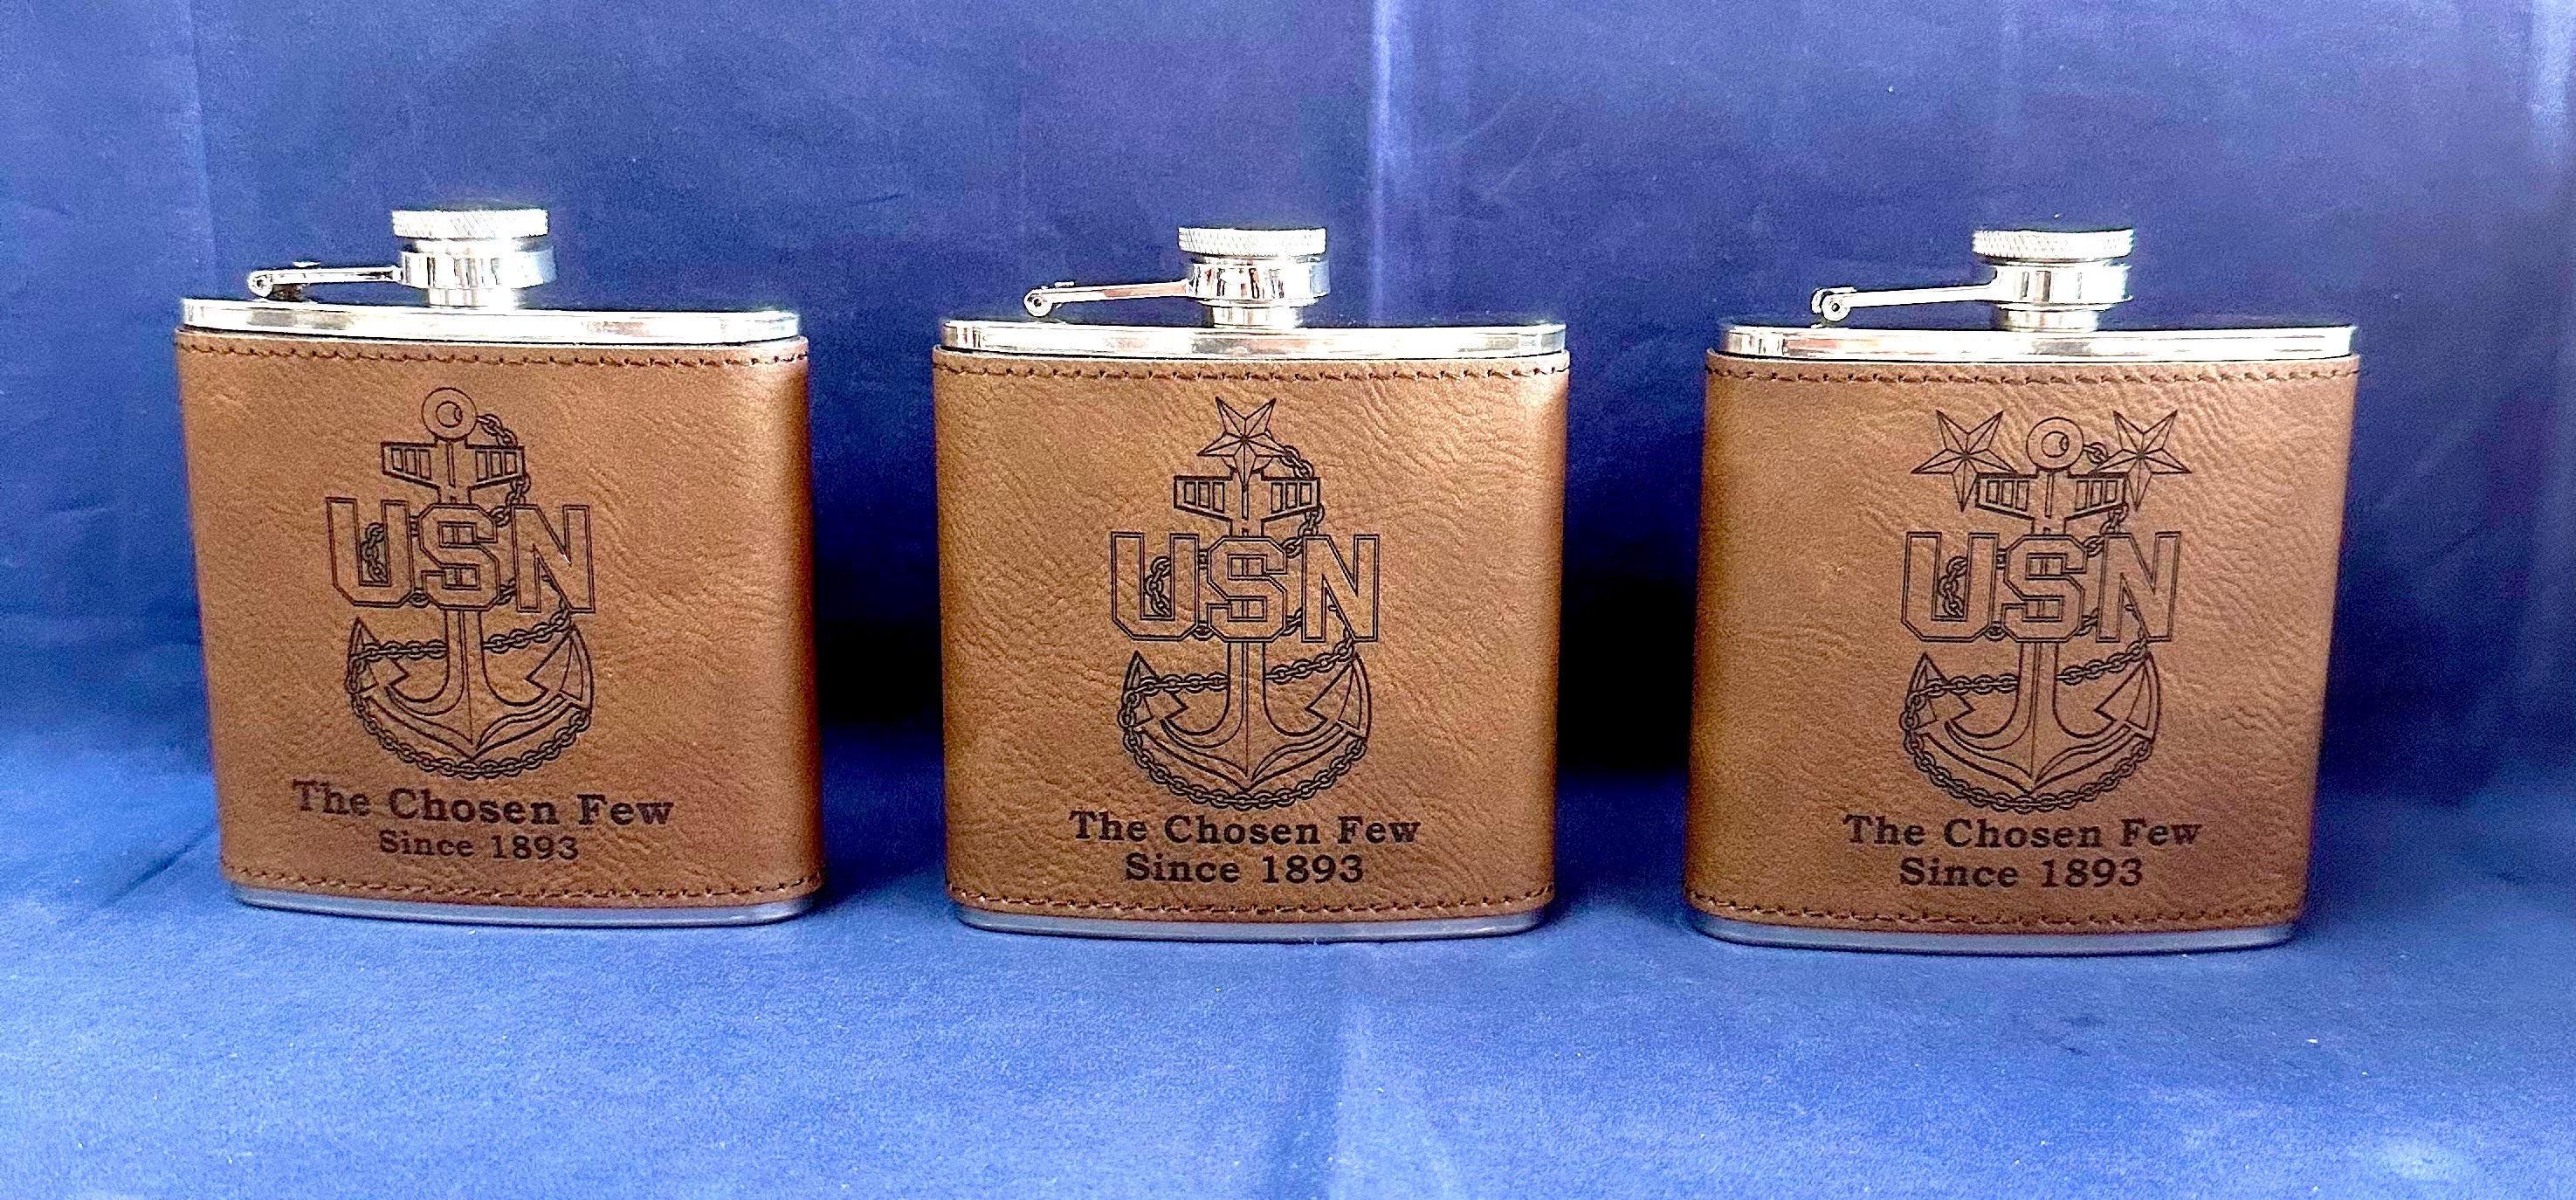 USN
The Chosen Few
Since 1893
USN
The Chosen Few
Since 1893
USN
The Chosen Few
Since 1893